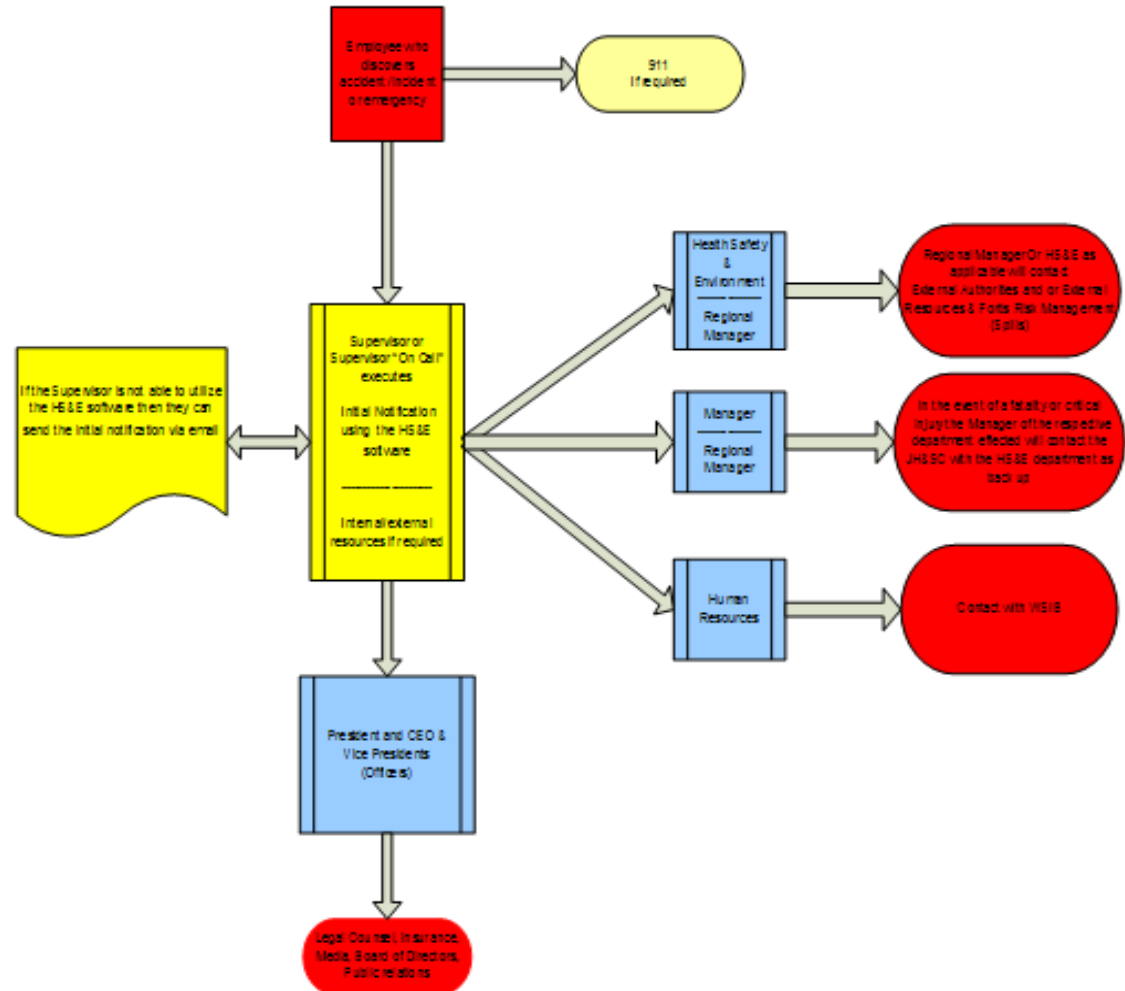 Employee who
discovers
accident /incident
or emergency
911
If required
Health Safety
&
Environment
Regional
Manager
Regional Manager Or HS&E as
applicable will contact
External Authorities and or External
Resources & Fortis Risk Management
(Spills)
Supervisor or
Supervisor "On Call"
executes
Initial Notification
using the HS&E
software
Internal external
resources if required
If the Supervisor is not able to utilize
the HS&E software then they can
send the initial notification via email
Manager
Regional
Manager
In the event of a fatality or critical
injury the Manager of the respective
department effected will contact the
JH&SC with the HS&E department as
back up
Human
Resources
Contact with WSIB
President and CEO &
Vice Presidents
(Officers)
Legal Counsel, Insurance,
Media, Board of Directors,
Public relations